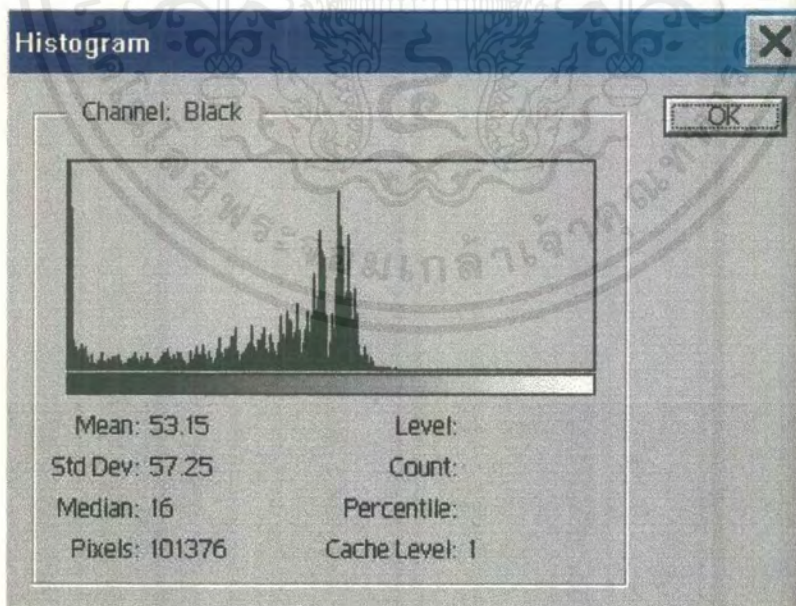 Histogram
Channel: Black
OK
Mean: 53.15
Std Dev: 57.25
Median: 16
Pixels: 101376
Level:
Count:
Percentile:
Cache Level: 1